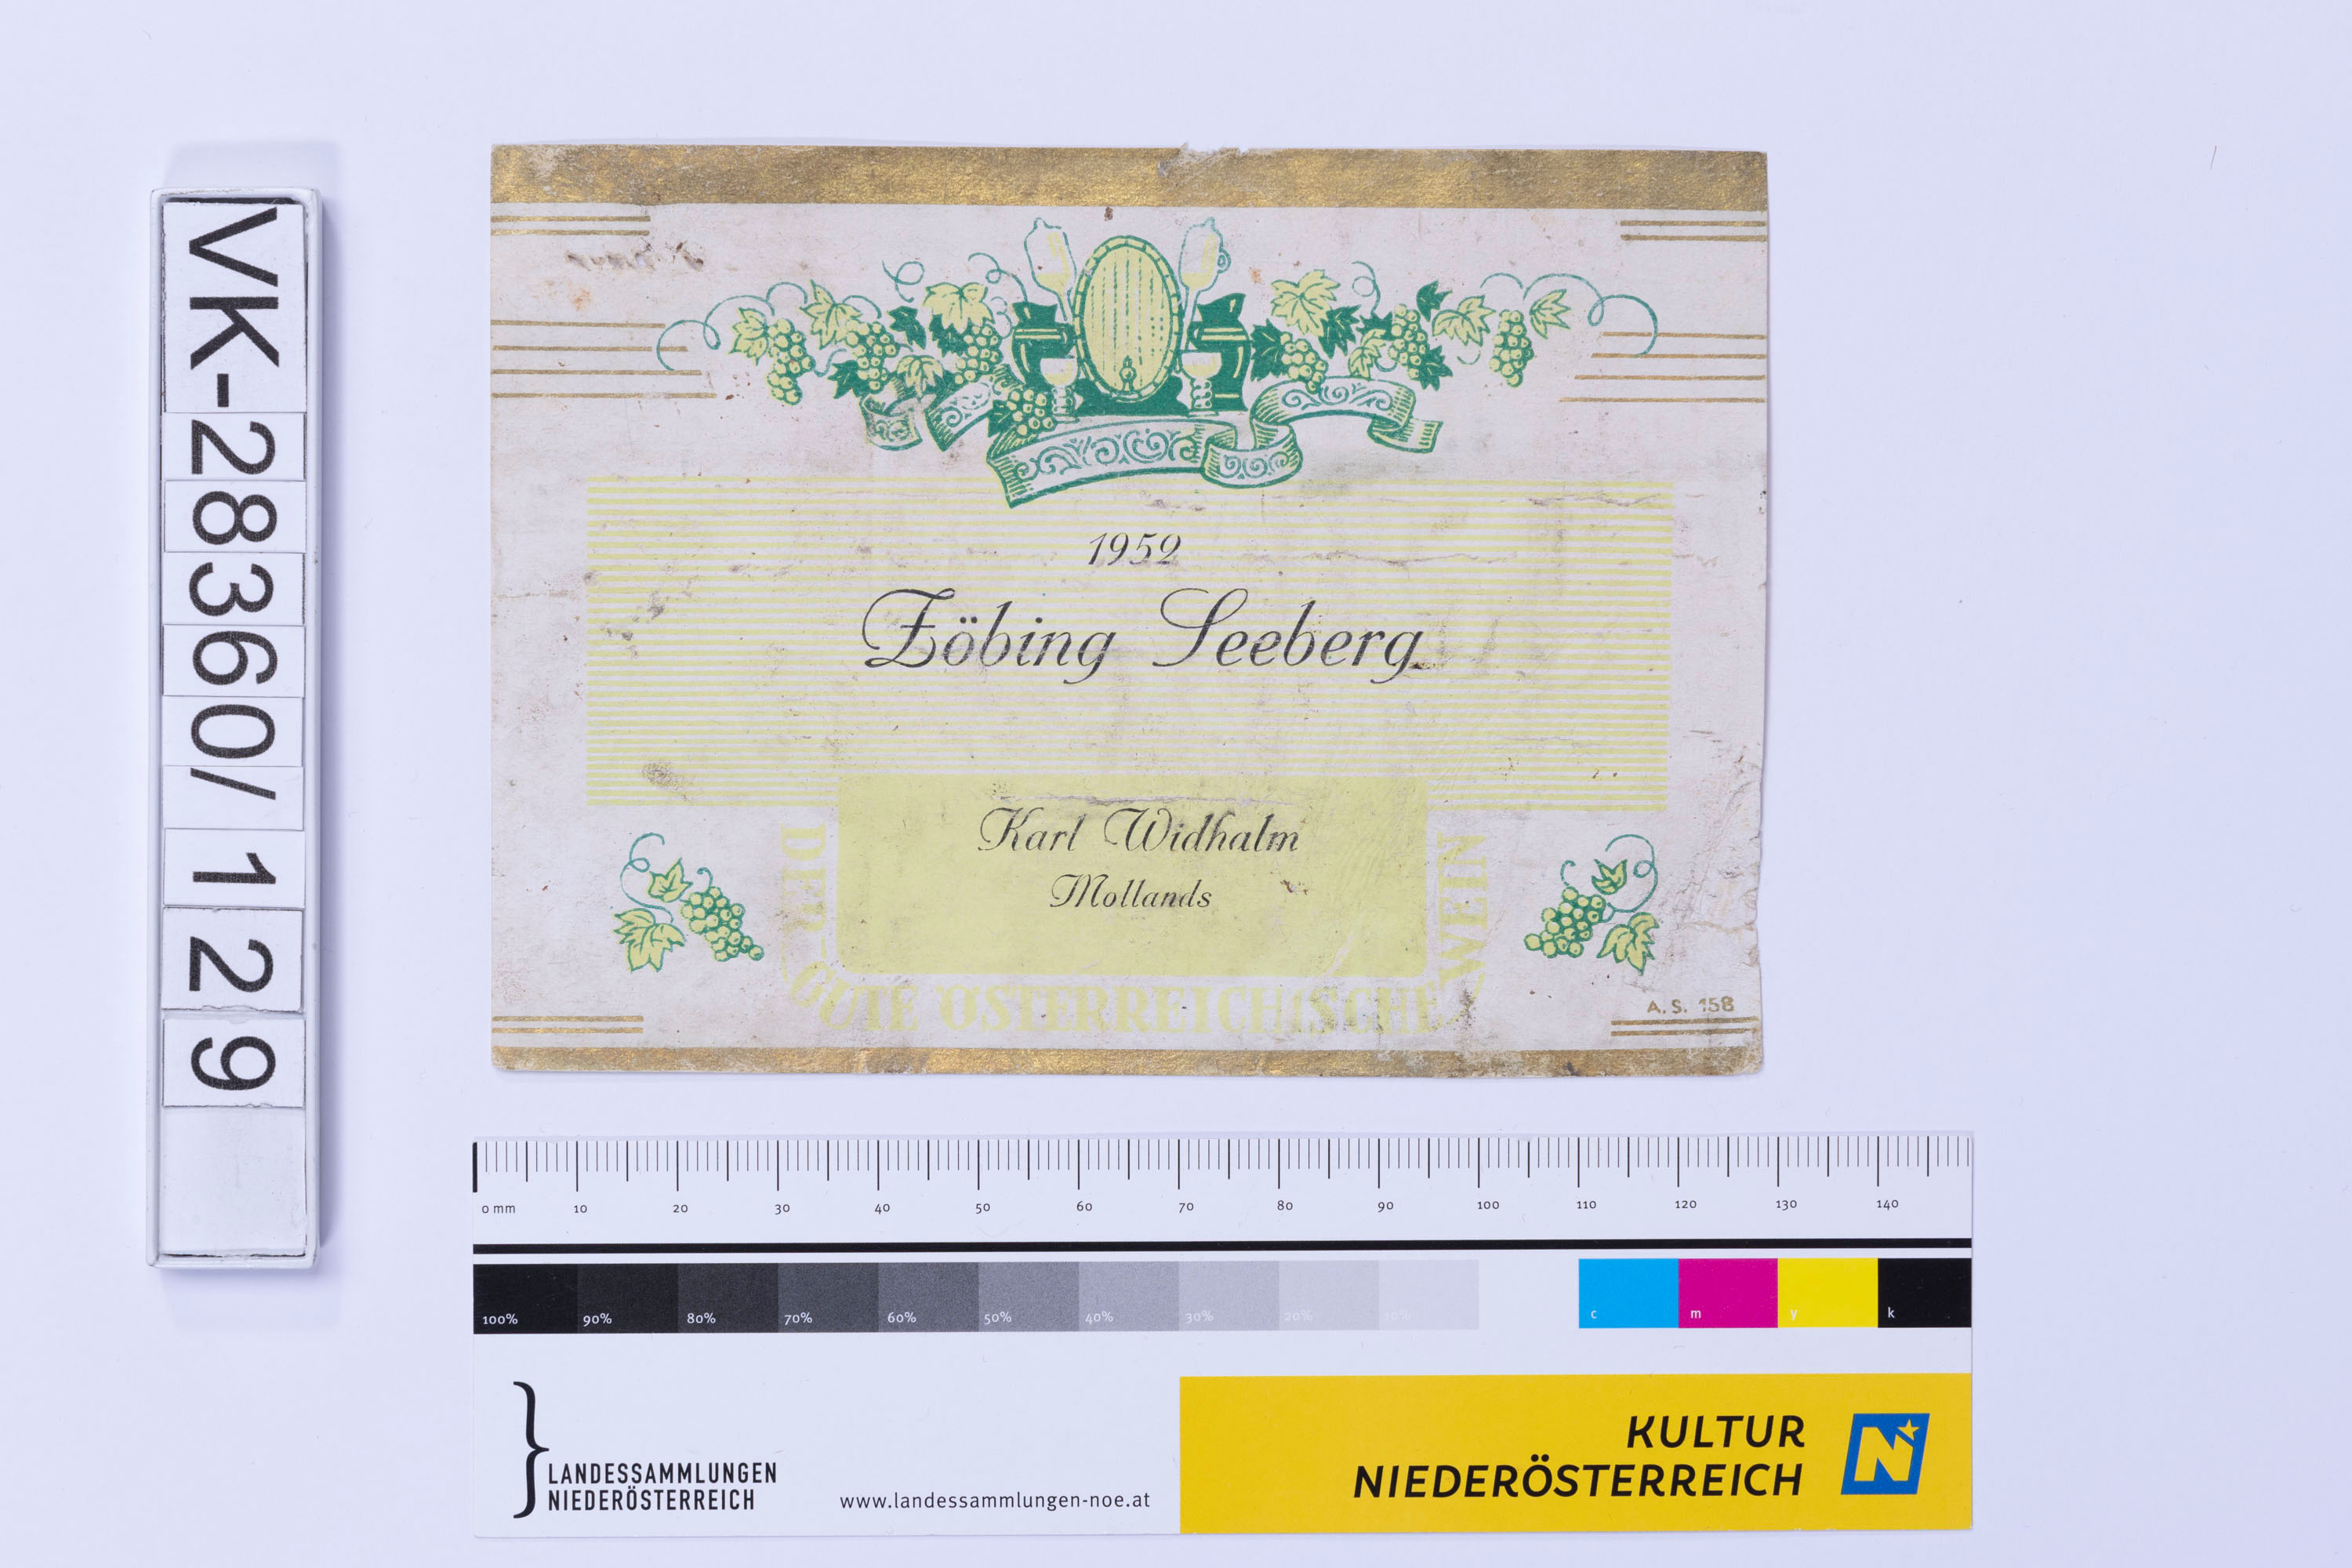 VK-28360/129
1952
Zöbing Seeberg
Karl Widhalm
Mollands
DER GUTE ÖSTERREICHISCHE WEIN
A. S. 158
0 mm 10 20 30 40 50 60 70 80 90 100 110 120 130 140
100% 90% 80% 70% 60% 50% 40% 30% 20% 10% c m y k
LANDESSAMMLUNGEN
NIEDERÖSTERREICH
www.landessammlungen-noe.at
KULTUR
NIEDERÖSTERREICH
N